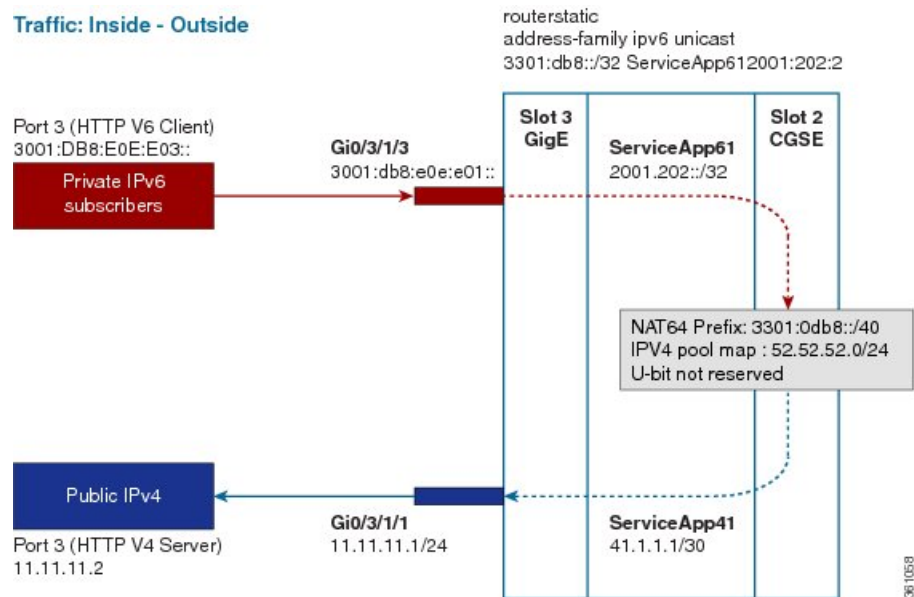 Traffic: Inside - Outside
routerstatic
address-family ipv6 unicast
3301:db8::/32 ServiceApp612001:202:2
Port 3 (HTTP V6 Client)
3001:DB8:E0E:E03::
Private IPv6
subscribers
Gi0/3/1/3
3001:db8:e0e:e01::
Slot 3
GigE
ServiceApp61
2001.202::/32
Slot 2
CGSE
NAT64 Prefix: 3301:0db8::/40
IPV4 pool map : 52.52.52.0/24
U-bit not reserved
Public IPv4
Port 3 (HTTP V4 Server)
11.11.11.2
Gi0/3/1/1
11.11.11.1/24
ServiceApp41
41.1.1.1/30
361058